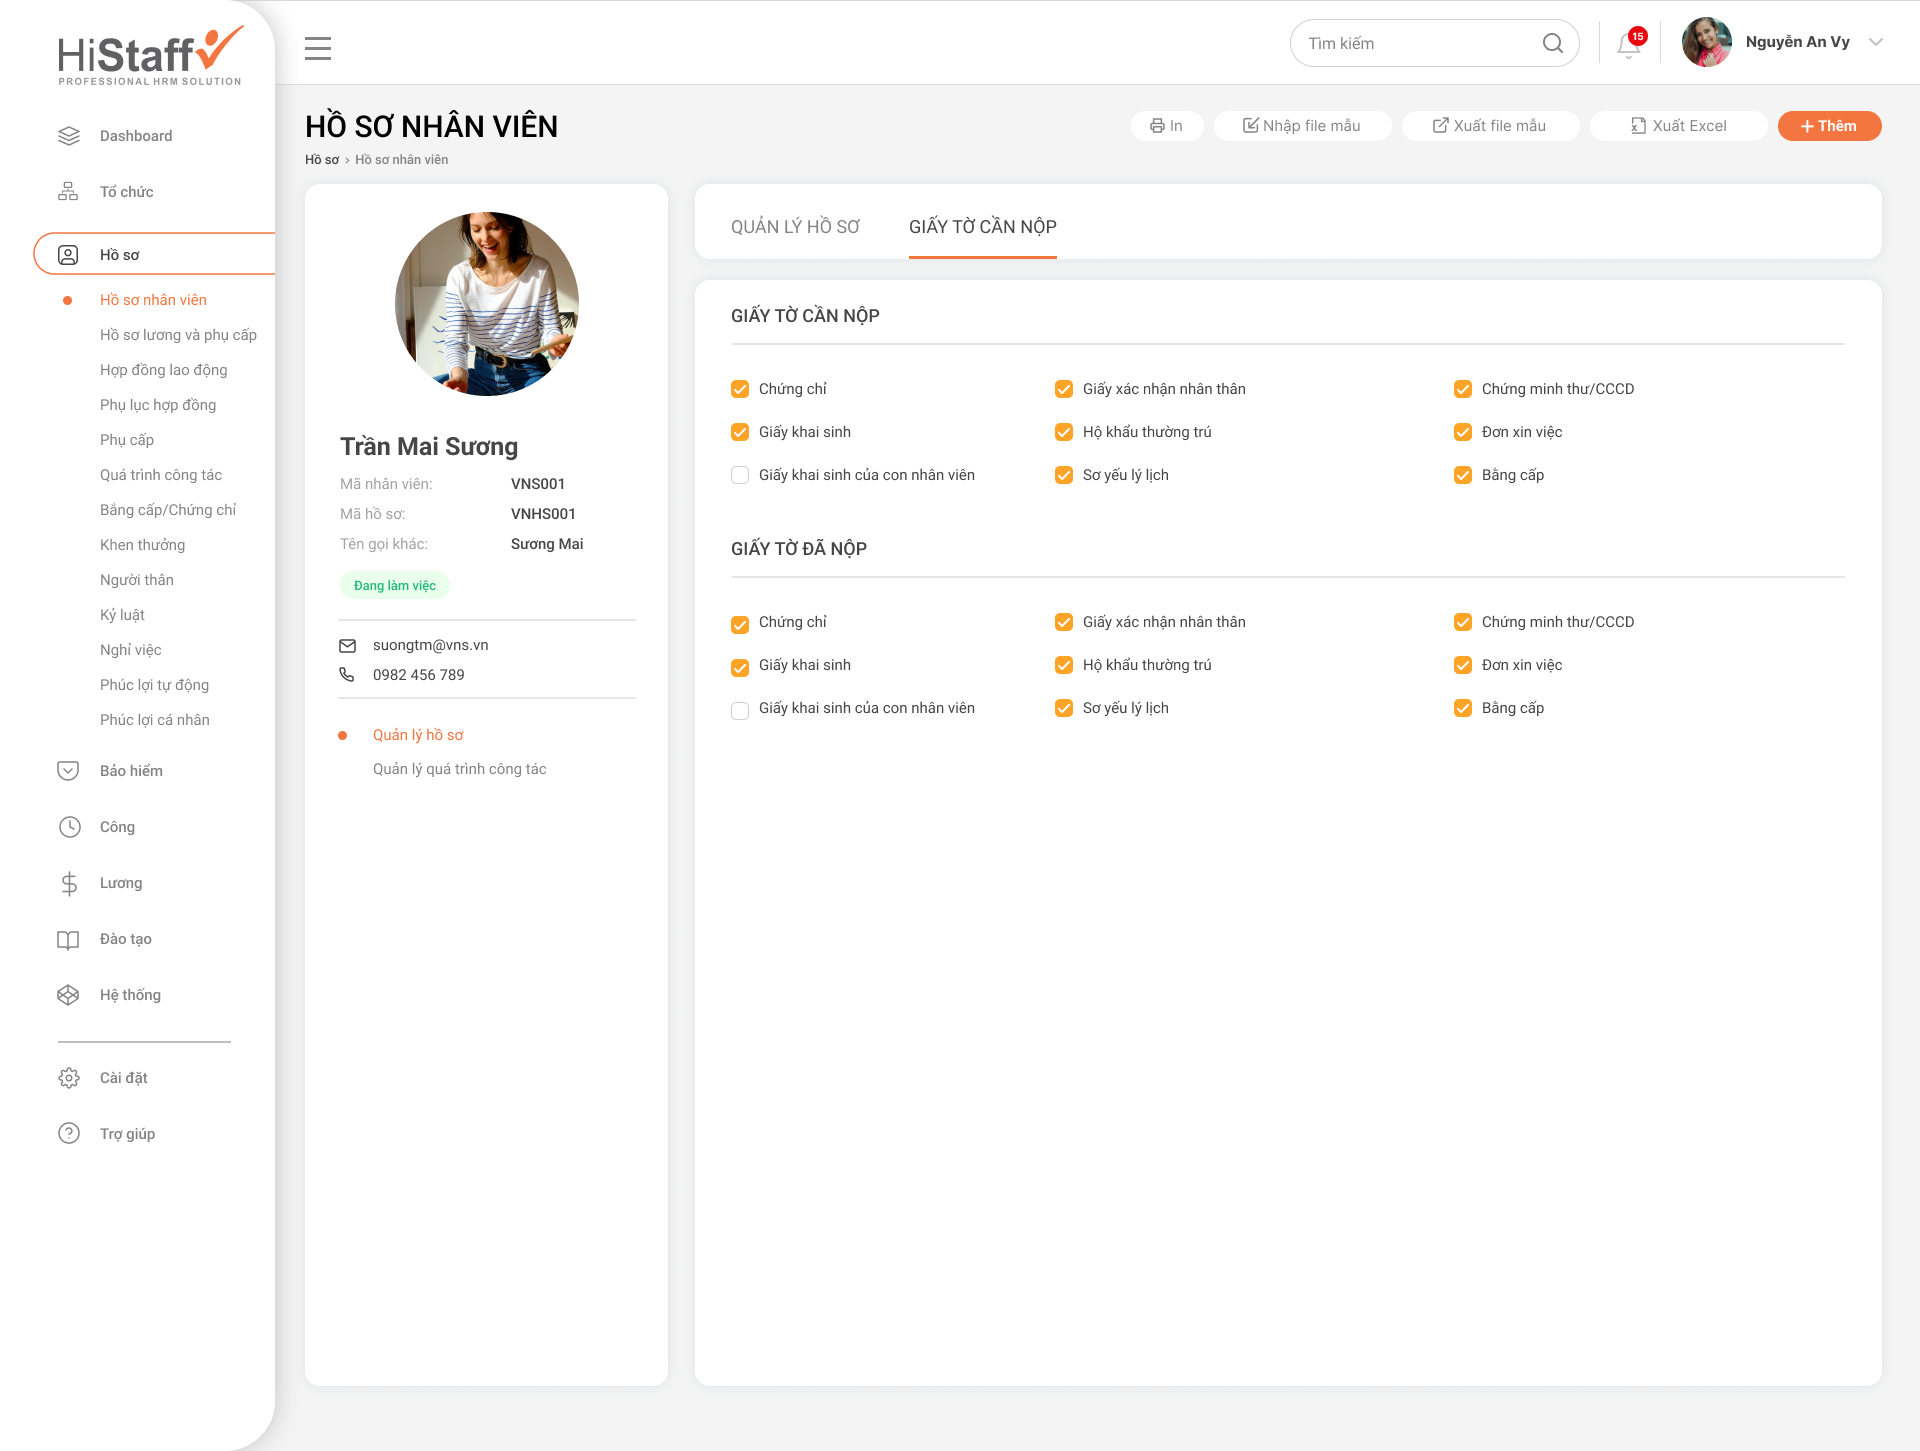 HiStaff
PROFESSIONAL HRM SOLUTION
Tìm kiếm
15
Nguyễn An Vy
Dashboard
Tổ chức
Hồ sơ
Hồ sơ nhân viên
Hồ sơ lương và phụ cấp
Hợp đồng lao động
Phụ lục hợp đồng
Phụ cấp
Quá trình công tác
Bằng cấp/Chứng chỉ
Khen thưởng
Người thân
Kỷ luật
Nghỉ việc
Phúc lợi tự động
Phúc lợi cá nhân
Bảo hiểm
Công
Lương
Đào tạo
Hệ thống
Cài đặt
Trợ giúp
HỒ SƠ NHÂN VIÊN
Hồ sơ › Hồ sơ nhân viên
In
Nhập file mẫu
Xuất file mẫu
Xuất Excel
Thêm
Trần Mai Sương
Mã nhân viên: VNS001
Mã hồ sơ: VNHS001
Tên gọi khác: Sương Mai
Đang làm việc
suongtm@vns.vn
0982 456 789
Quản lý hồ sơ
Quản lý quá trình công tác
QUẢN LÝ HỒ SƠ GIẤY TỜ CẦN NỘP
GIẤY TỜ CẦN NỘP
Chứng chỉ Giấy xác nhận nhân thân Chứng minh thư/CCCD
Giấy khai sinh Hộ khẩu thường trú Đơn xin việc
Giấy khai sinh của con nhân viên Sơ yếu lý lịch Bằng cấp
GIẤY TỜ ĐÃ NỘP
Chứng chỉ Giấy xác nhận nhân thân Chứng minh thư/CCCD
Giấy khai sinh Hộ khẩu thường trú Đơn xin việc
Giấy khai sinh của con nhân viên Sơ yếu lý lịch Bằng cấp